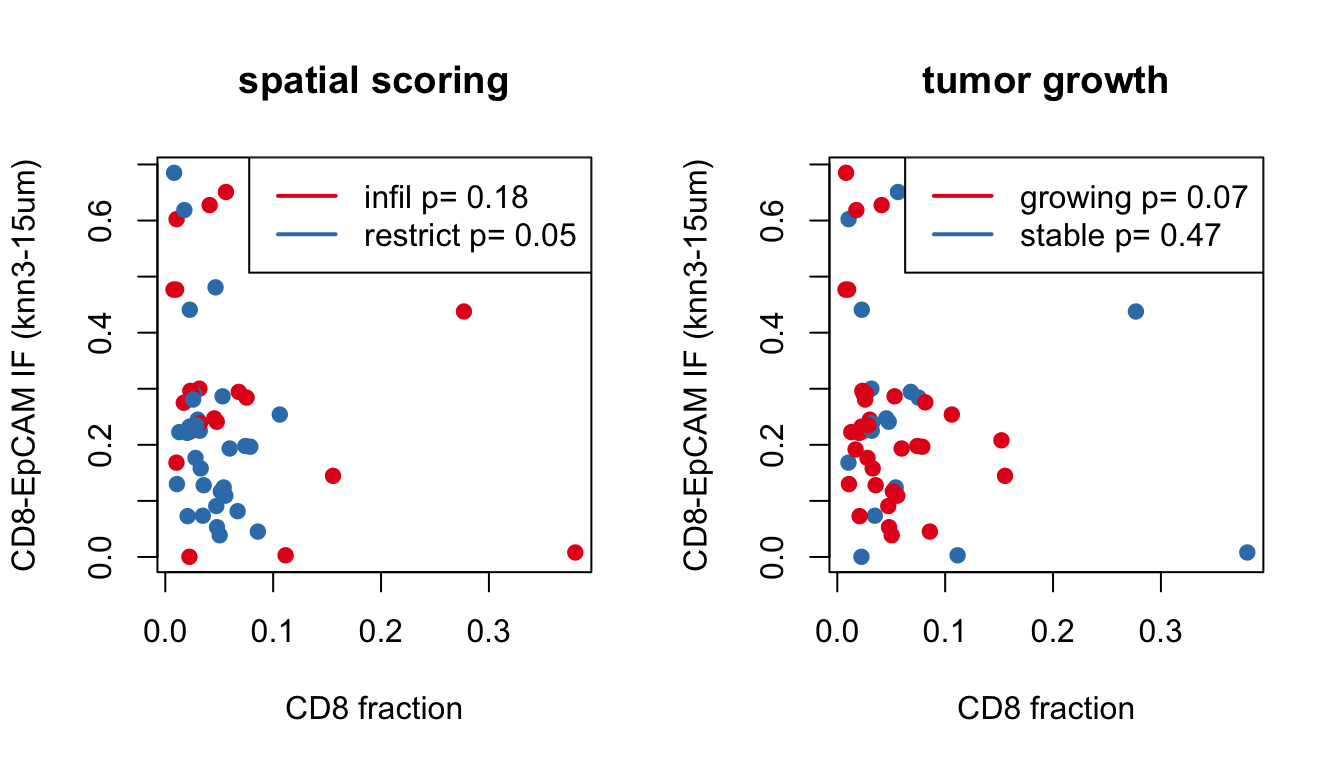 spatial scoring
CD8-EpCAM IF (knn3-15um)
0.0 0.2 0.4 0.6
infil p= 0.18
restrict p= 0.05
0.0 0.1 0.2 0.3
CD8 fraction
tumor growth
CD8-EpCAM IF (knn3-15um)
0.0 0.2 0.4 0.6
growing p= 0.07
stable p= 0.47
0.0 0.1 0.2 0.3
CD8 fraction